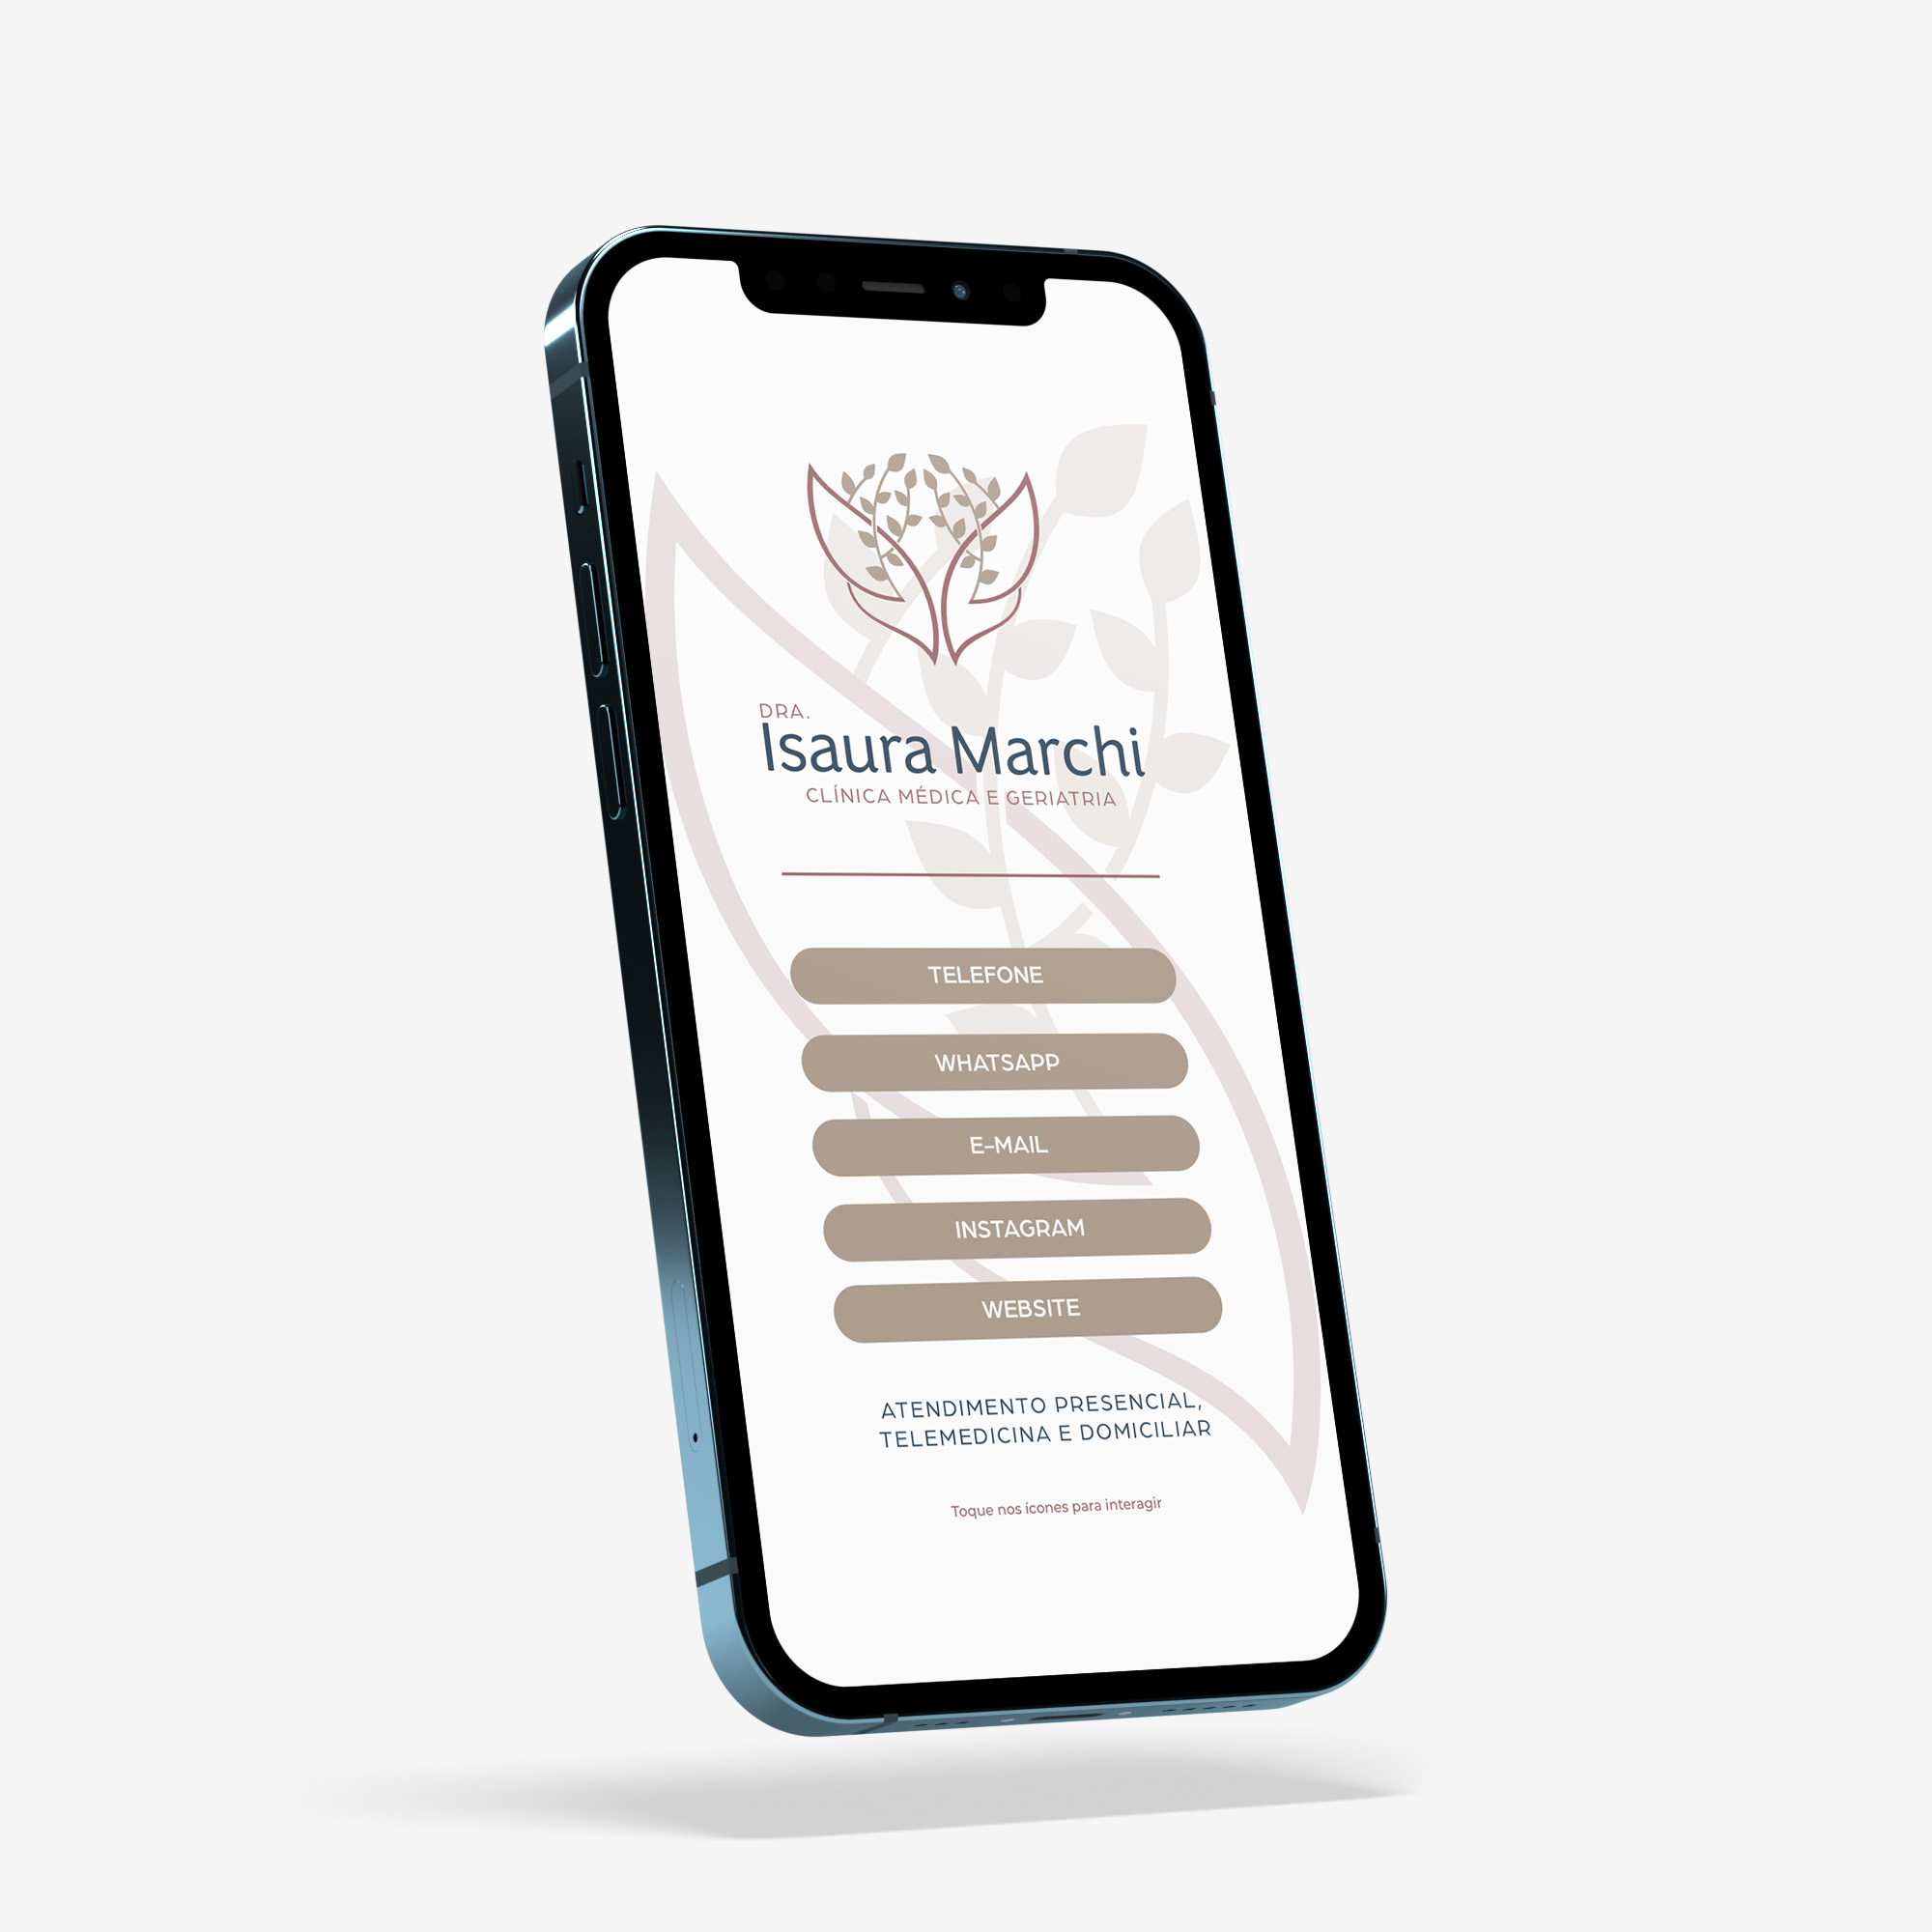 DRA.
Isaura Marchi
CLÍNICA MÉDICA E GERIATRIA
TELEFONE
WHATSAPP
E-MAIL
INSTAGRAM
WEBSITE
ATENDIMENTO PRESENCIAL,
TELEMEDICINA E DOMICILIAR
Toque nos ícones para interagir